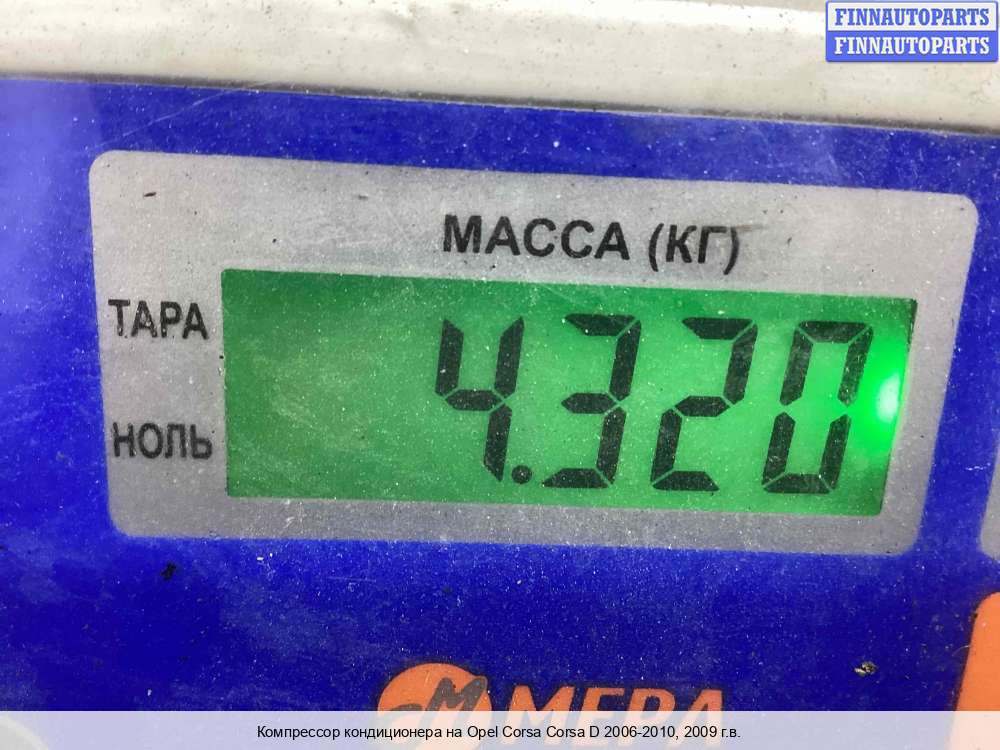 FINNAUTOPARTS
FINNAUTOPARTS
МАССА (КГ)
ТАРА
4.320
НОЛЬ
М МЕРА
Компрессор кондиционера на Opel Corsa Corsa D 2006-2010, 2009 г.в.